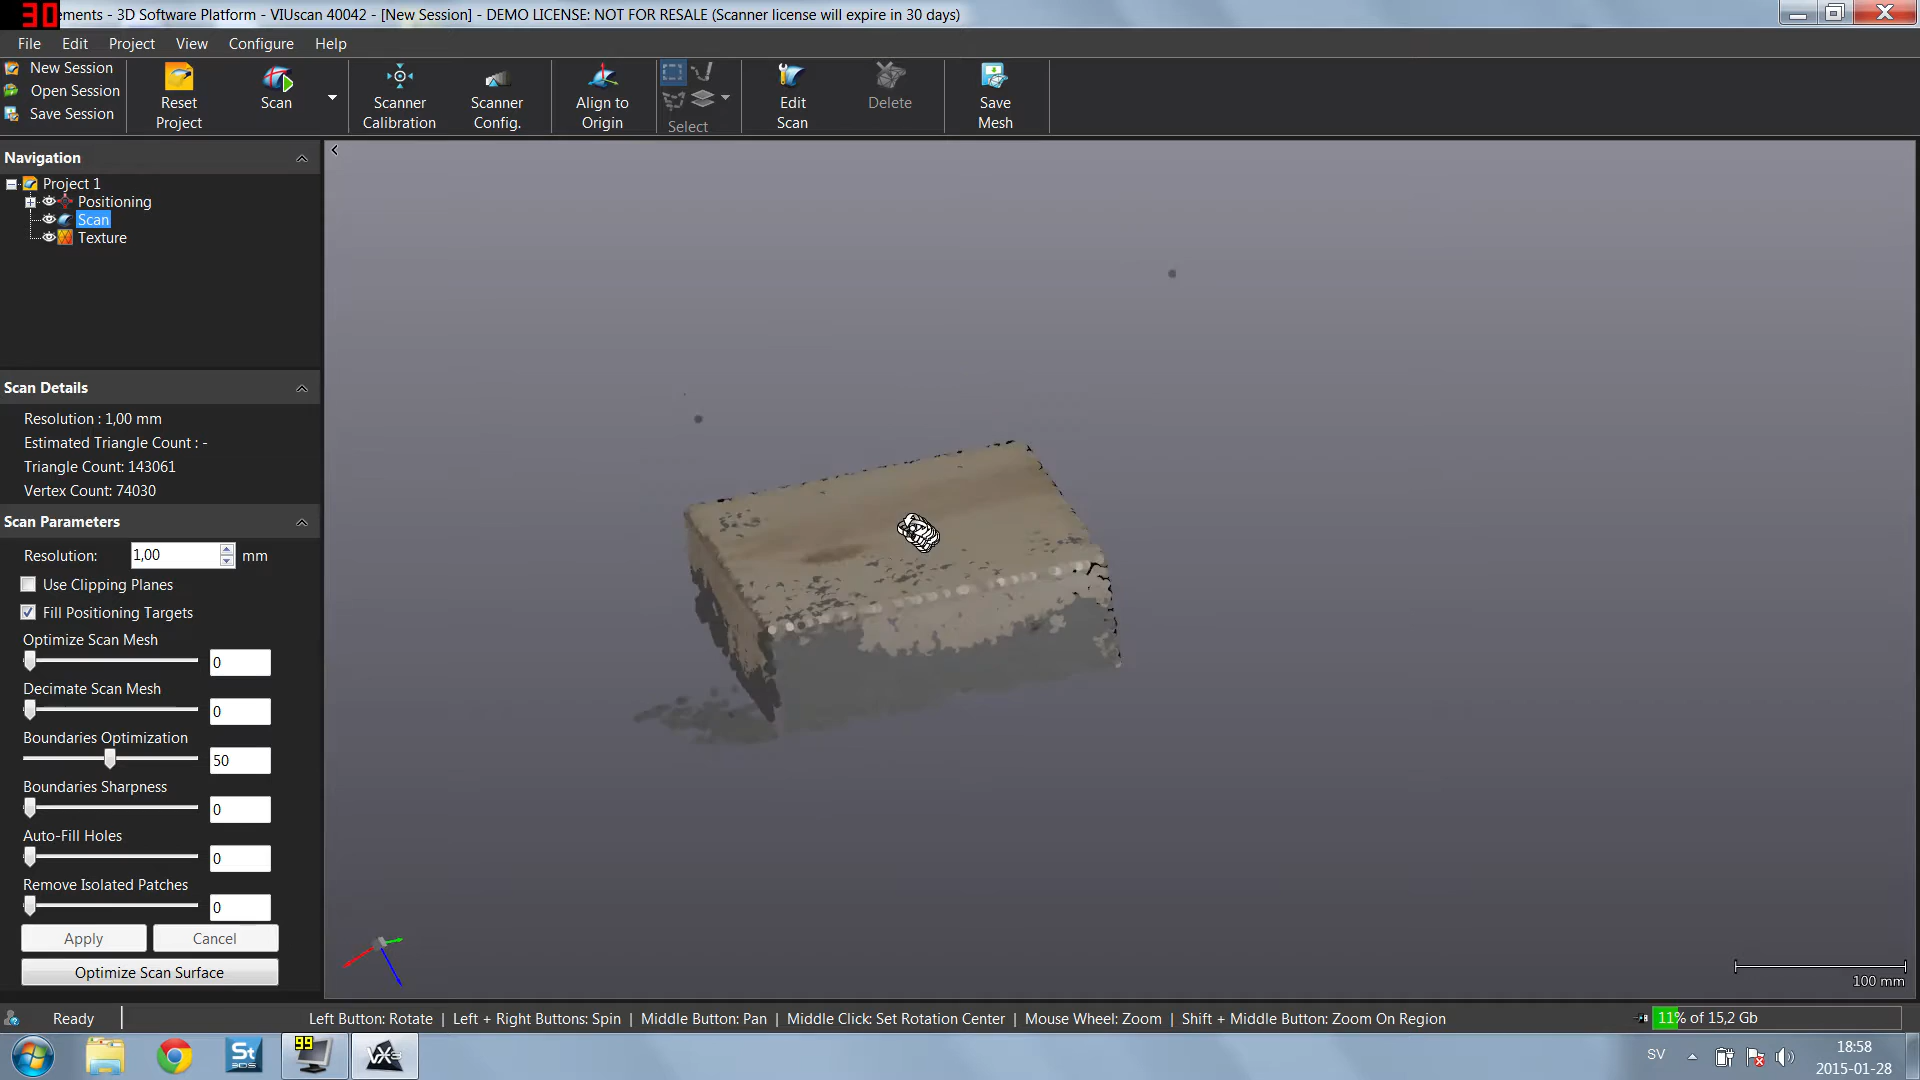 30
ements - 3D Software Platform - VIUscan 40042 - [New Session] - DEMO LICENSE: NOT FOR RESALE (Scanner license will expire in 30 days)
File Edit Project View Configure Help
New Session
Open Session
Save Session
Reset Project
Scan
Scanner Calibration
Scanner Config.
Align to Origin
Select
Edit Scan
Delete
Save Mesh
Navigation
Project 1
Positioning
Scan
Texture
Scan Details
Resolution : 1,00 mm
Estimated Triangle Count : -
Triangle Count: 143061
Vertex Count: 74030
Scan Parameters
Resolution: 1,00 mm
Use Clipping Planes
Fill Positioning Targets
Optimize Scan Mesh
0
Decimate Scan Mesh
0
Boundaries Optimization
50
Boundaries Sharpness
0
Auto-Fill Holes
0
Remove Isolated Patches
0
Apply Cancel
Optimize Scan Surface
100 mm
Ready Left Button: Rotate | Left + Right Buttons: Spin | Middle Button: Pan | Middle Click: Set Rotation Center | Mouse Wheel: Zoom | Shift + Middle Button: Zoom On Region 11% of 15,2 Gb
St
3DS
99
VX
SV
18:58
2015-01-28